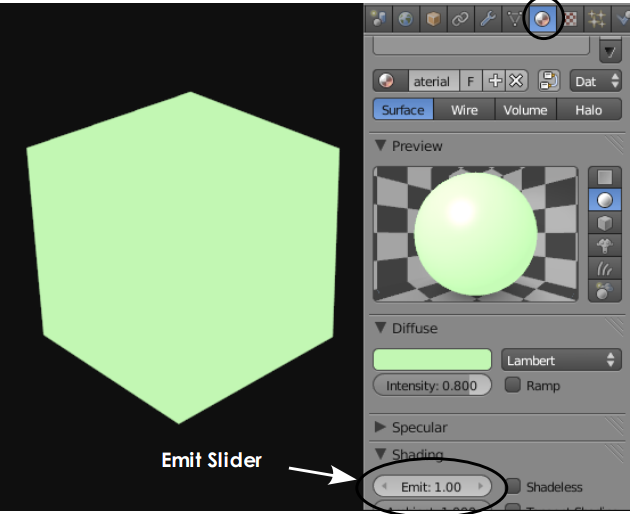 aterial F Dat
Surface Wire Volume Halo
Preview
Diffuse
Lambert
Intensity: 0.800 Ramp
Specular
Shading
Emit Slider
Emit: 1.00 Shadeless